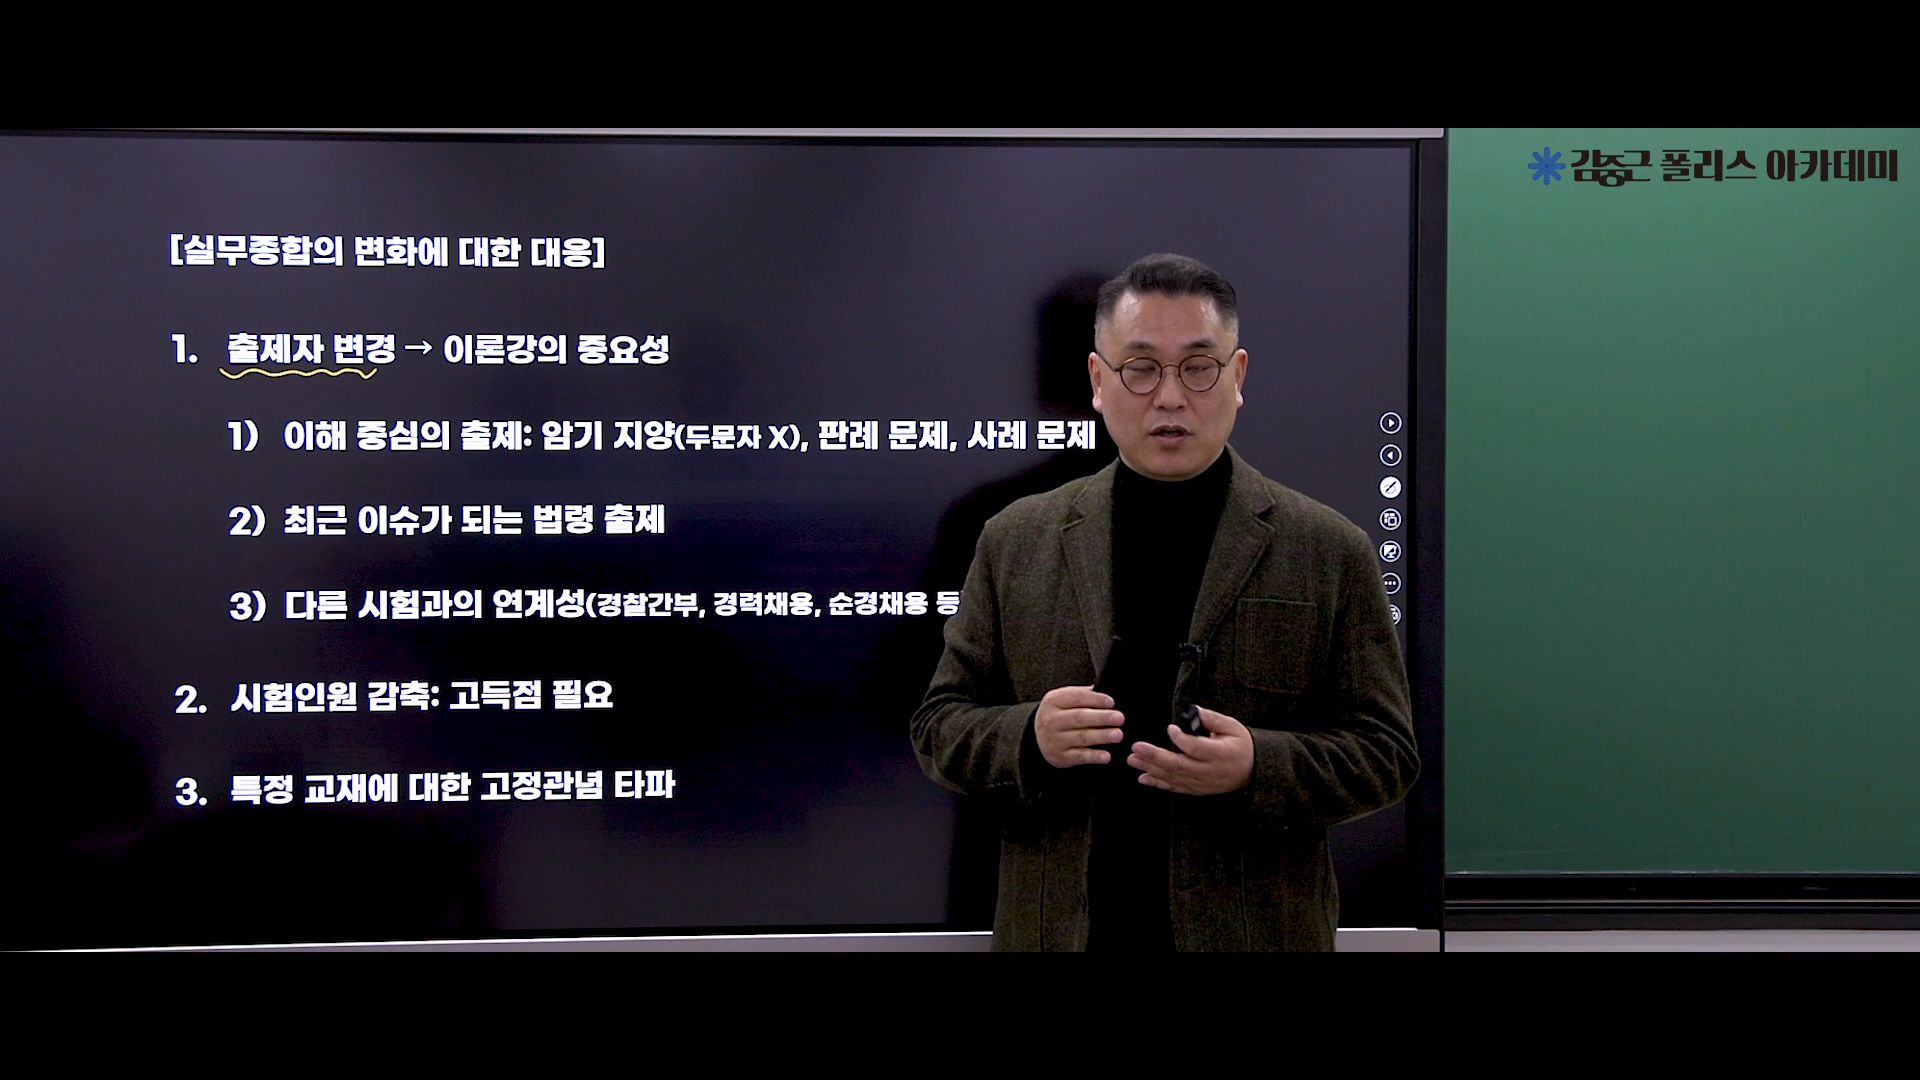 김중근 폴리스 아카데미
[실무종합의 변화에 대한 대응]
1. 출제자 변경 → 이론강의 중요성
1) 이해 중심의 출제: 암기 지양(두문자 X), 판례 문제, 사례 문제
2) 최근 이슈가 되는 법령 출제
3) 다른 시험과의 연계성(경찰간부, 경력채용, 순경채용 등
2. 시험인원 감축: 고득점 필요
3. 특정 교재에 대한 고정관념 타파